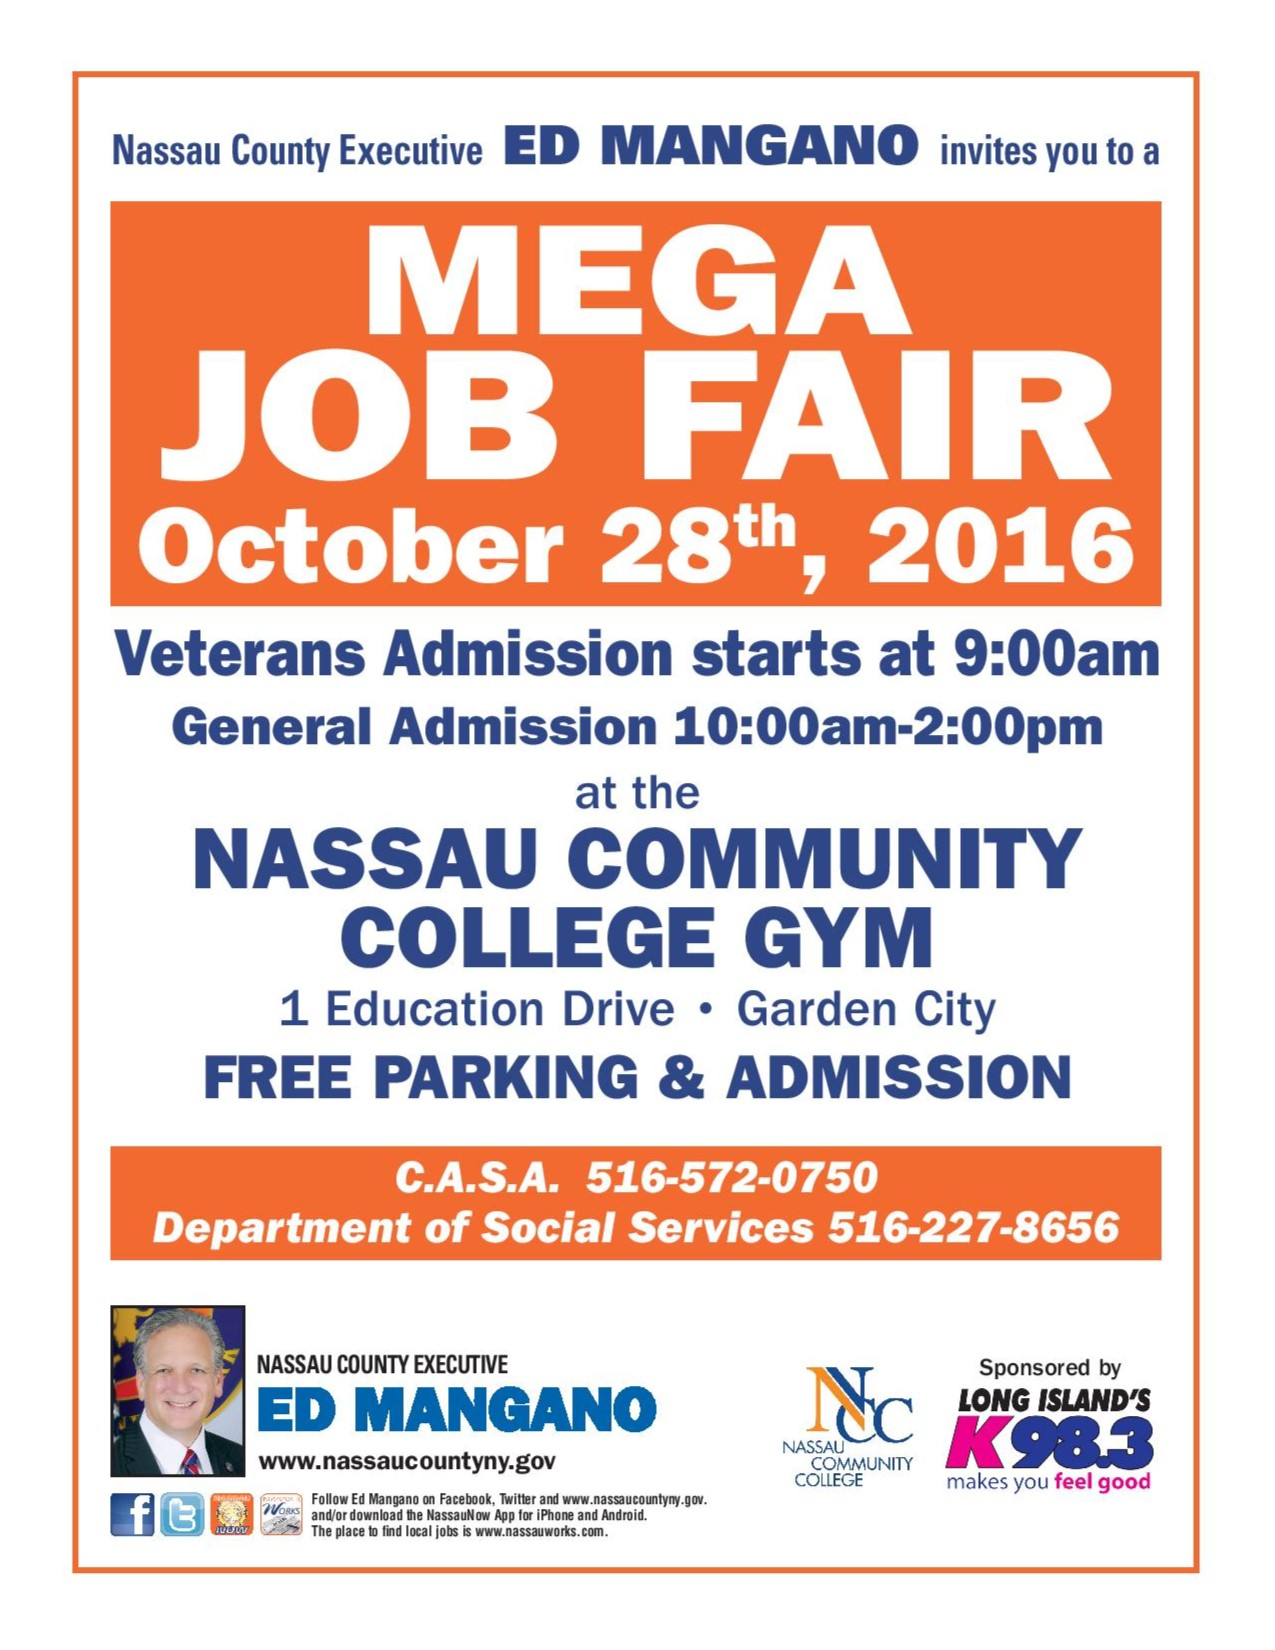 Nassau County Executive ED MANGANO invites you to a
MEGA
JOB FAIR
October 28th, 2016
Veterans Admission starts at 9:00am
General Admission 10:00am-2:00pm
at the
NASSAU COMMUNITY
COLLEGE GYM
1 Education Drive • Garden City
FREE PARKING & ADMISSION
C.A.S.A. 516-572-0750
Department of Social Services 516-227-8656
NASSAU COUNTY EXECUTIVE
ED MANGANO
www.nassaucountyny.gov
Follow Ed Mangano on Facebook, Twitter and www.nassaucountyny.gov.
and/or download the NassauNow App for iPhone and Android.
The place to find local jobs is www.nassauworks.com.
NCC
NASSAU
COMMUNITY
COLLEGE
Sponsored by
LONG ISLAND'S
K98.3
makes you feel good